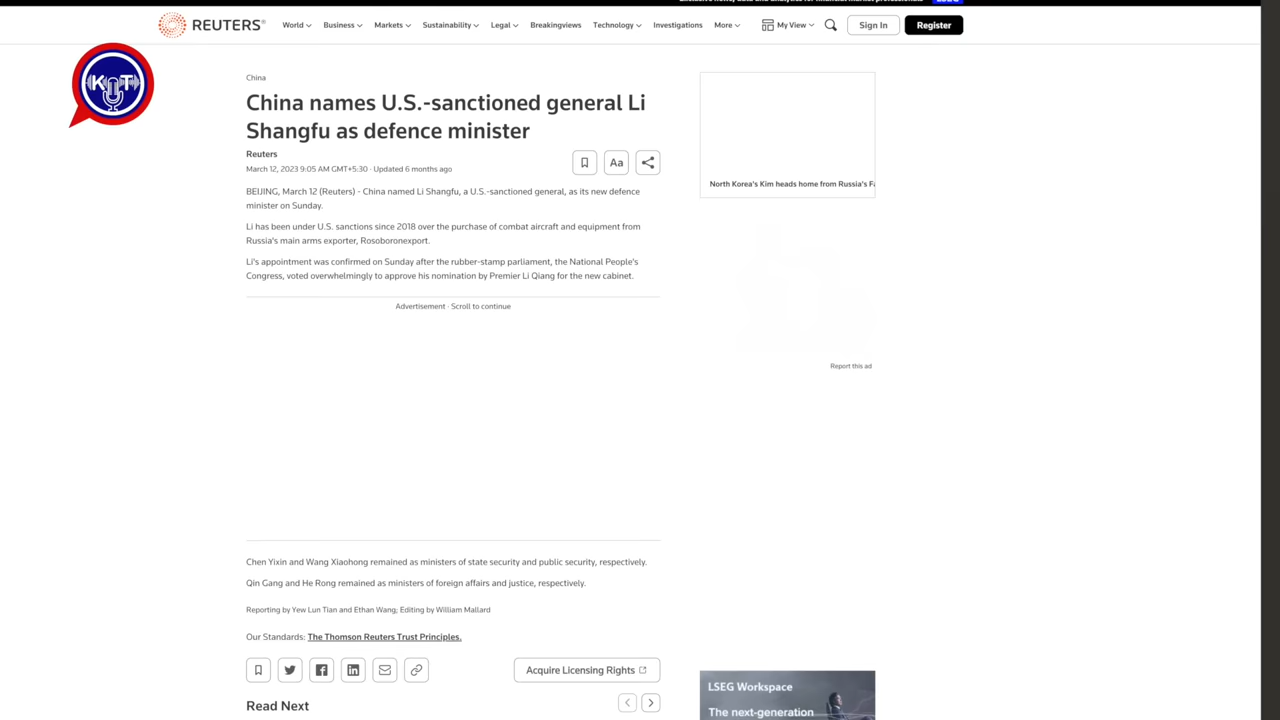 REUTERS®
World
Business
Markets
Sustainability
Legal
Breakingviews
Technology
Investigations
More
My View
Sign In
Register
KT
China
China names U.S.-sanctioned general Li
Shangfu as defence minister
Reuters
March 12, 2023 9:05 AM GMT+5:30 · Updated 6 months ago
Aa
BEIJING, March 12 (Reuters) - China named Li Shangfu, a U.S.-sanctioned general, as its new defence
minister on Sunday.
Li has been under U.S. sanctions since 2018 over the purchase of combat aircraft and equipment from
Russia's main arms exporter, Rosoboronexport.
Li's appointment was confirmed on Sunday after the rubber-stamp parliament, the National People's
Congress, voted overwhelmingly to approve his nomination by Premier Li Qiang for the new cabinet.
Advertisement · Scroll to continue
Chen Yixin and Wang Xiaohong remained as ministers of state security and public security, respectively.
Qin Gang and He Rong remained as ministers of foreign affairs and justice, respectively.
Reporting by Yew Lun Tian and Ethan Wang; Editing by William Mallard
Our Standards: The Thomson Reuters Trust Principles.
Acquire Licensing Rights
Read Next
North Korea's Kim heads home from Russia's
Report this ad
LSEG Workspace
The next-generation